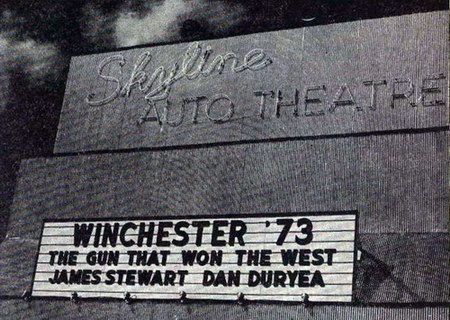 Skyline
AUTO THEATRE
WINCHESTER '73
THE GUN THAT WON THE WEST
JAMES STEWART DAN DURYEA